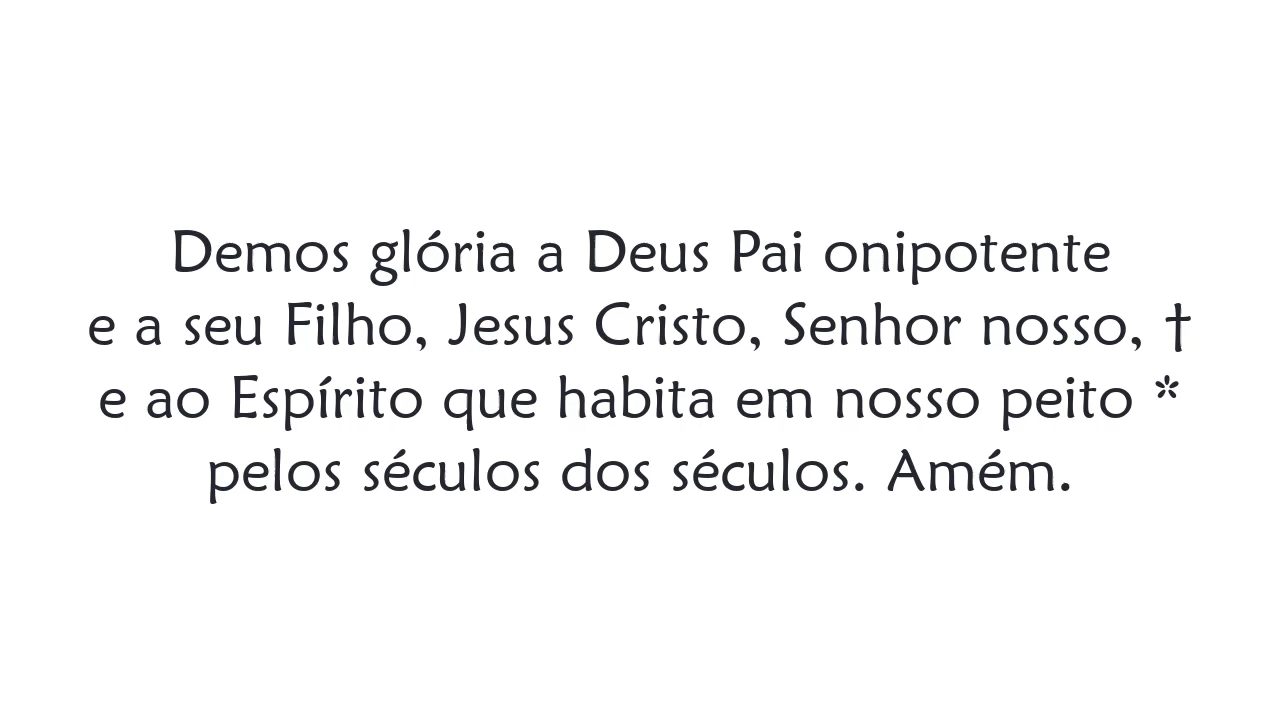 Demos glória a Deus Pai onipotente
e a seu Filho, Jesus Cristo, Senhor nosso, †
e ao Espírito que habita em nosso peito *
pelos séculos dos séculos. Amém.